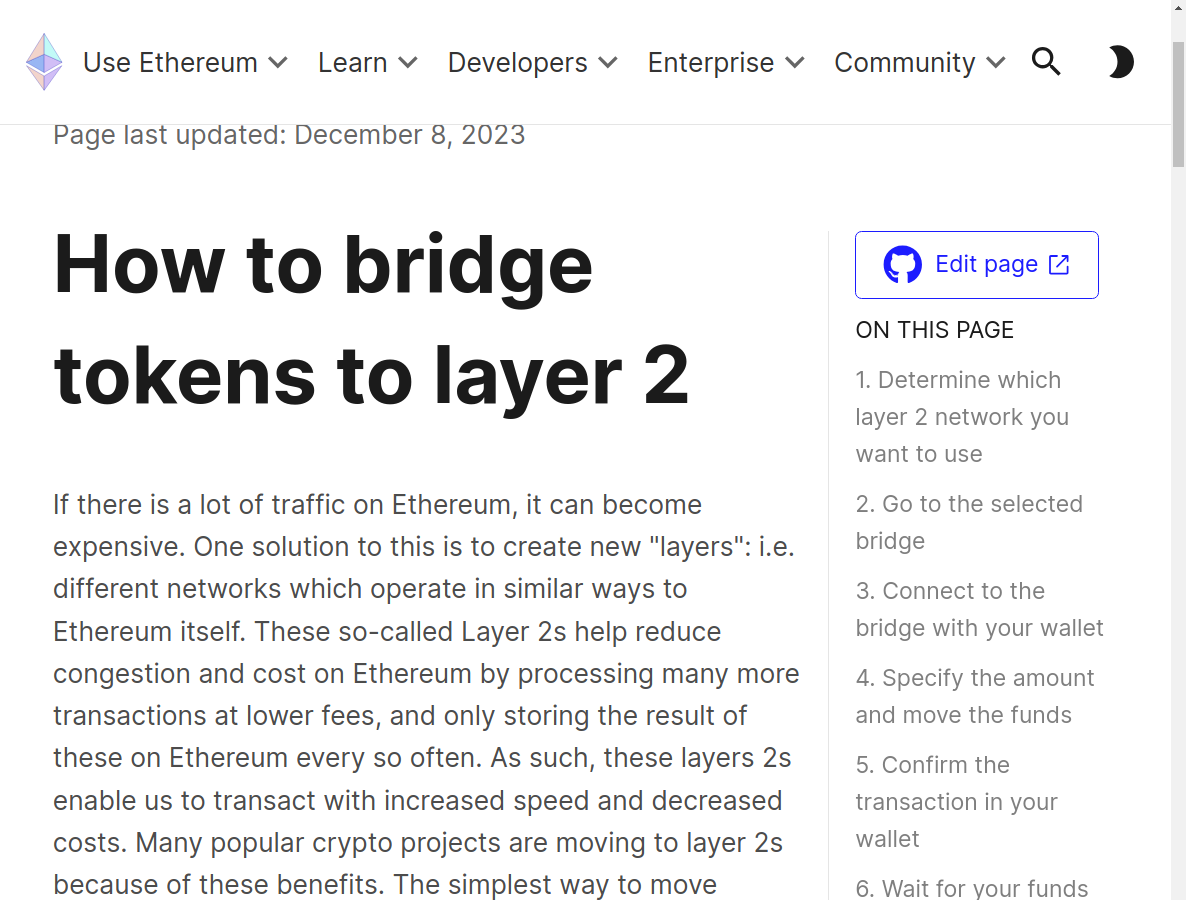 Use Ethereum Learn Developers Enterprise Community
Page last updated: December 8, 2023
How to bridge
tokens to layer 2
If there is a lot of traffic on Ethereum, it can become
expensive. One solution to this is to create new "layers": i.e.
different networks which operate in similar ways to
Ethereum itself. These so-called Layer 2s help reduce
congestion and cost on Ethereum by processing many more
transactions at lower fees, and only storing the result of
these on Ethereum every so often. As such, these layers 2s
enable us to transact with increased speed and decreased
costs. Many popular crypto projects are moving to layer 2s
because of these benefits. The simplest way to move
Edit page
ON THIS PAGE
1. Determine which
layer 2 network you
want to use
2. Go to the selected
bridge
3. Connect to the
bridge with your wallet
4. Specify the amount
and move the funds
5. Confirm the
transaction in your
wallet
6. Wait for your funds